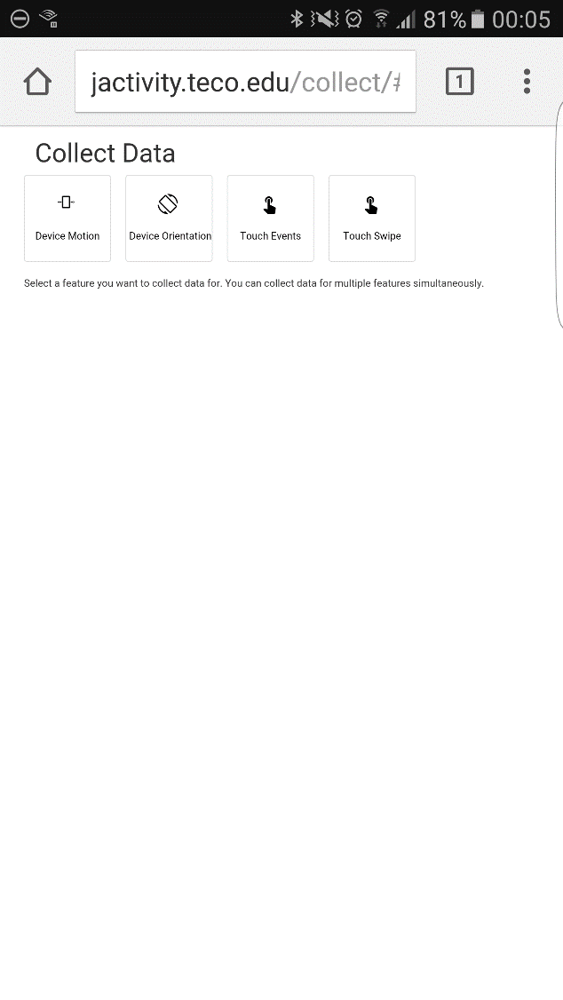 81% 00:05
jactivity.teco.edu/collect/#
1
Collect Data
Device Motion
Device Orientation
Touch Events
Touch Swipe
Select a feature you want to collect data for. You can collect data for multiple features simultaneously.